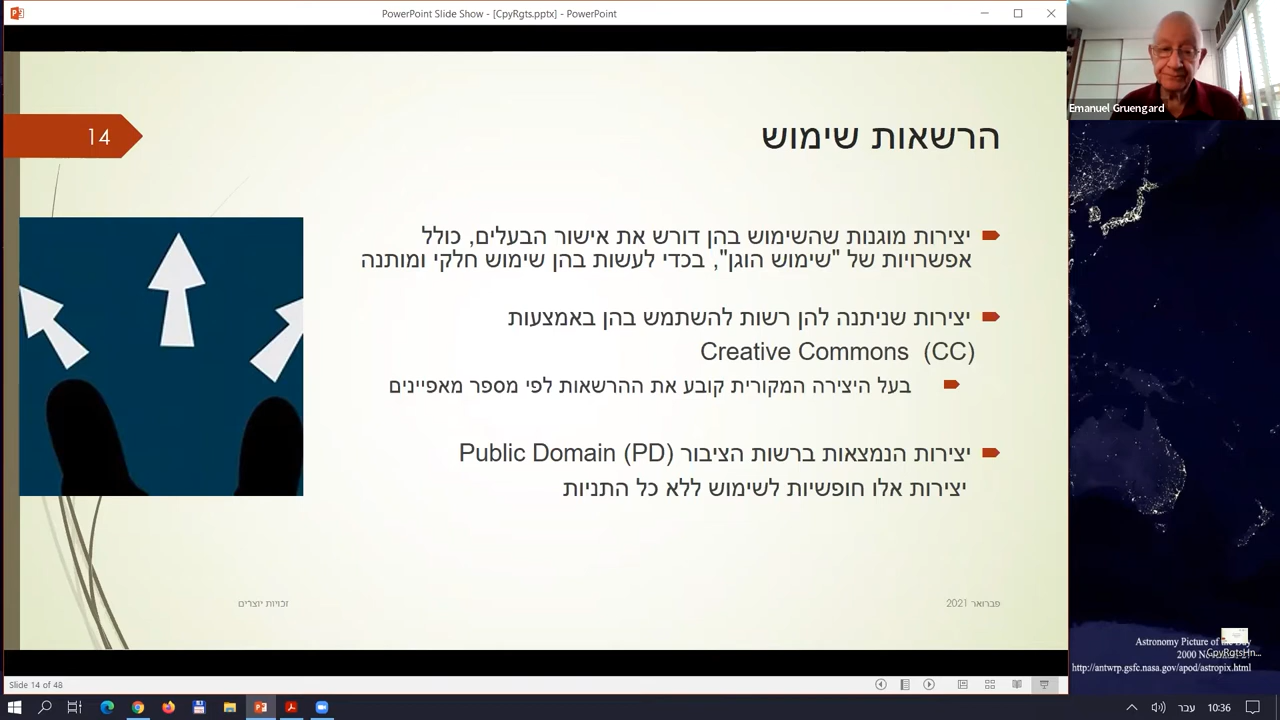 PowerPoint Slide Show - [CpyRgts.pptx] - PowerPoint
Emanuel Gruengard
14
הרשאות שימוש
יצירות מוגנות שהשימוש בהן דורש את אישור הבעלים, כולל
אפשרויות של "שימוש הוגן", בכדי לעשות בהן שימוש חלקי ומותנה
יצירות שניתנה להן רשות להשתמש בהן באמצעות
Creative Commons (CC)
בעל היצירה המקורית קובע את ההרשאות לפי מספר מאפיינים
יצירות הנמצאות ברשות הציבור Public Domain (PD)
יצירות אלו חופשיות לשימוש ללא כל התניות
פברואר 2021
זכויות יוצרים
Astronomy Picture of the Day
2000
CpyRgtsHn...
http://antwrp.gsfc.nasa.gov/apod/astropix.html
Slide 14 of 48
עבר
10:36